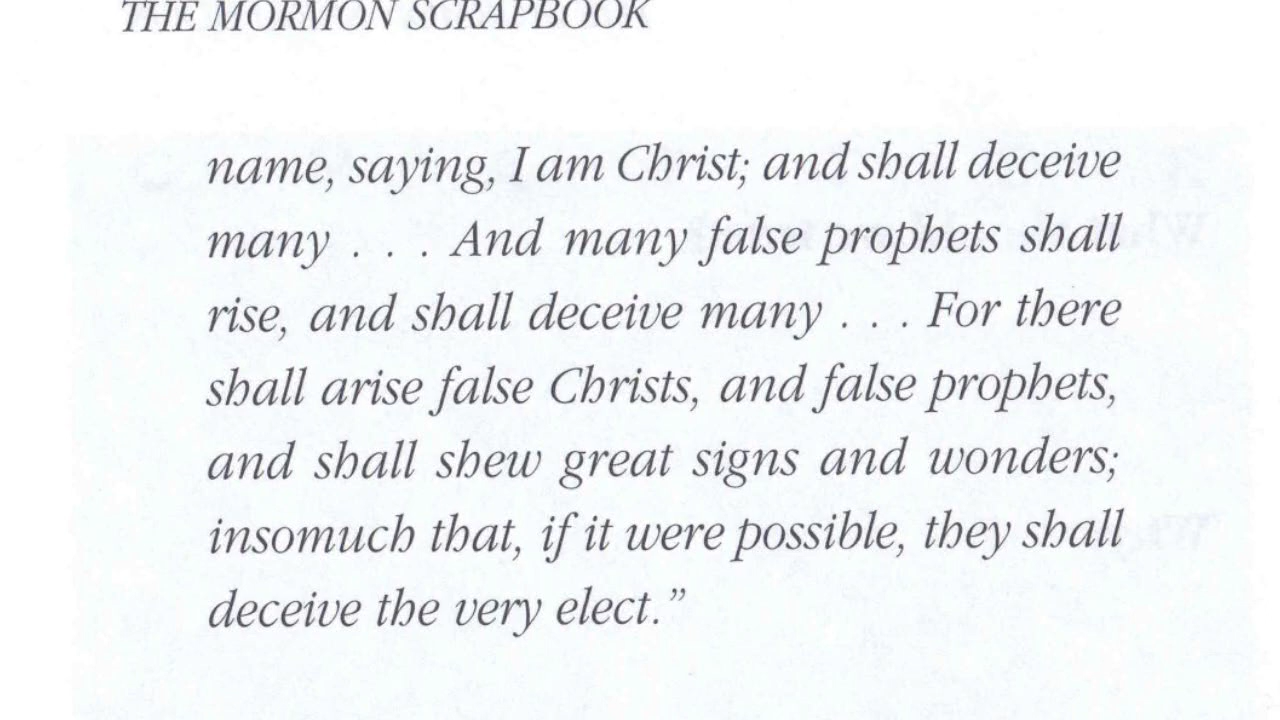 THE MORMON SCRAPBOOK
name, saying, I am Christ; and shall deceive
many . . . And many false prophets shall
rise, and shall deceive many . . . For there
shall arise false Christs, and false prophets,
and shall shew great signs and wonders;
insomuch that, if it were possible, they shall
deceive the very elect.”